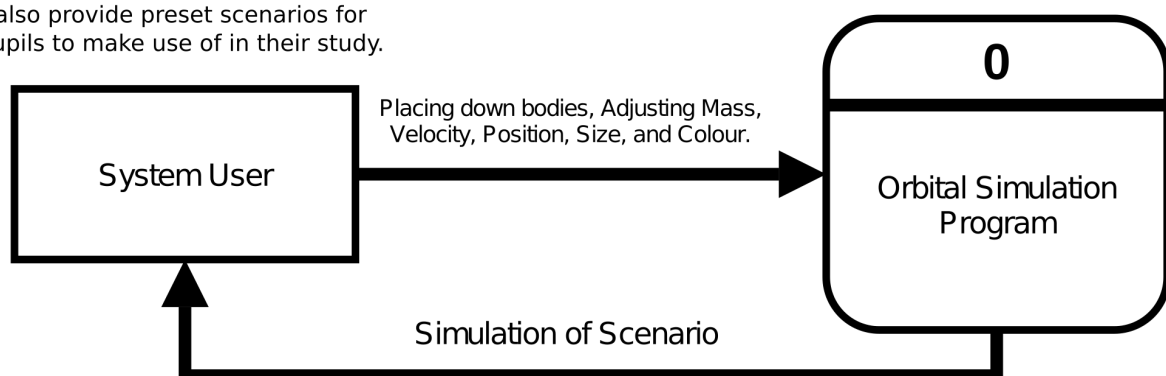 also provide preset scenarios for
upils to make use of in their study.
0
Placing down bodies, Adjusting Mass,
Velocity, Position, Size, and Colour.
System User
Orbital Simulation
Program
Simulation of Scenario